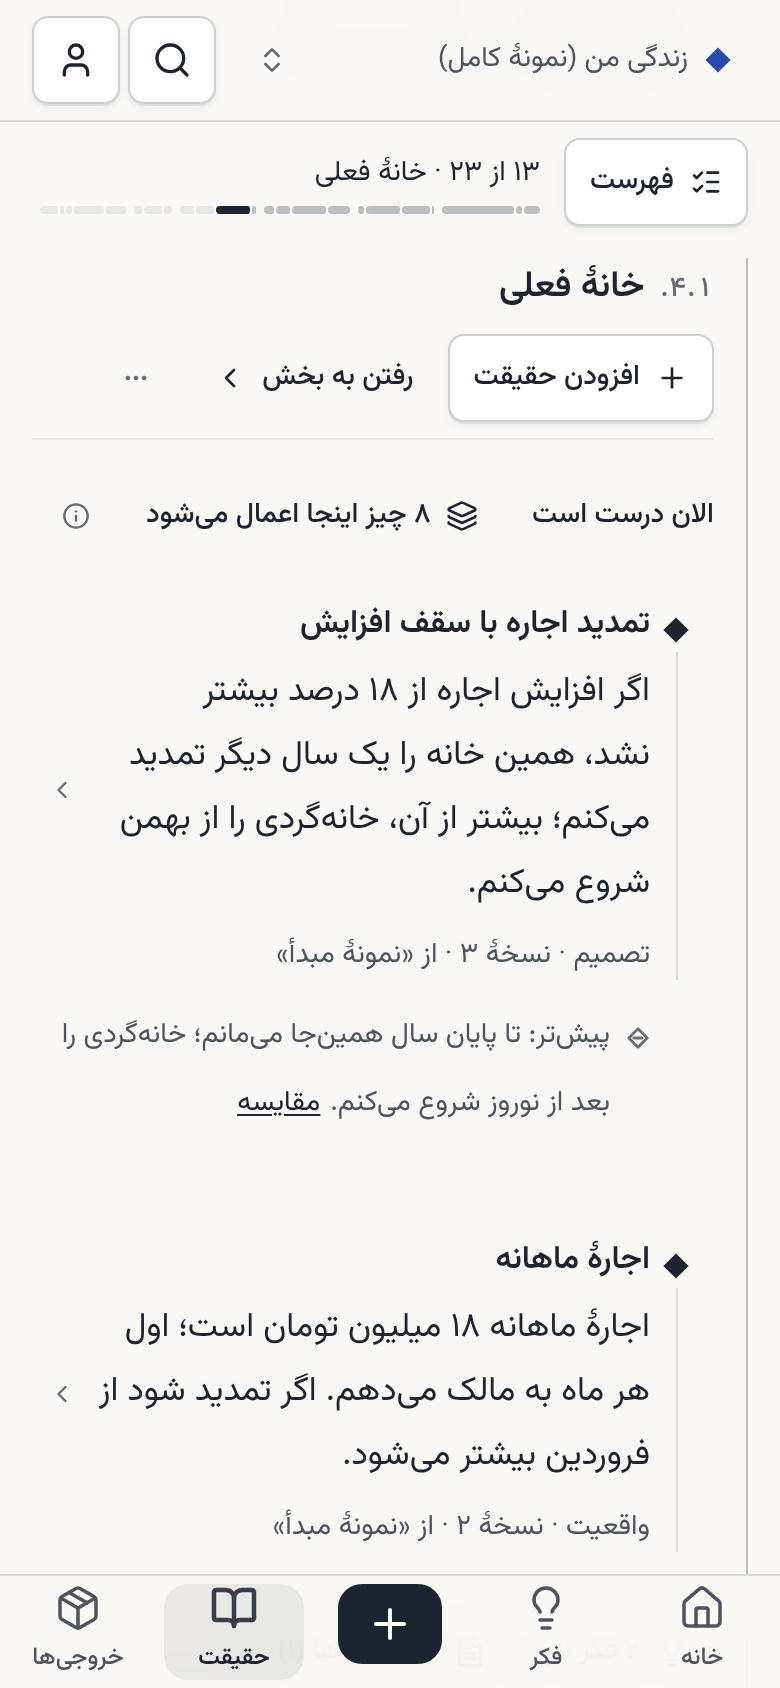 زندگی من (نمونهٔ کامل)
فهرست
۱۳ از ۲۳ · خانهٔ فعلی
۴.۱. خانهٔ فعلی
افزودن حقیقت
رفتن به بخش
الان درست است
۸ چیز اینجا اعمال می‌شود
تمدید اجاره با سقف افزایش
اگر افزایش اجاره از ۱۸ درصد بیشتر
نشد، همین خانه را یک سال دیگر تمدید
می‌کنم؛ بیشتر از آن، خانه‌گردی را از بهمن
شروع می‌کنم.
تصمیم · نسخهٔ ۳ · از «نمونهٔ مبدأ»
پیش‌تر: تا پایان سال همین‌جا می‌مانم؛ خانه‌گردی را
بعد از نوروز شروع می‌کنم. مقایسه
اجارهٔ ماهانه
اجارهٔ ماهانه ۱۸ میلیون تومان است؛ اول
هر ماه به مالک می‌دهم. اگر تمدید شود از
فروردین بیشتر می‌شود.
واقعیت · نسخهٔ ۲ · از «نمونهٔ مبدأ»
خانه
فکر
حقیقت
خروجی‌ها